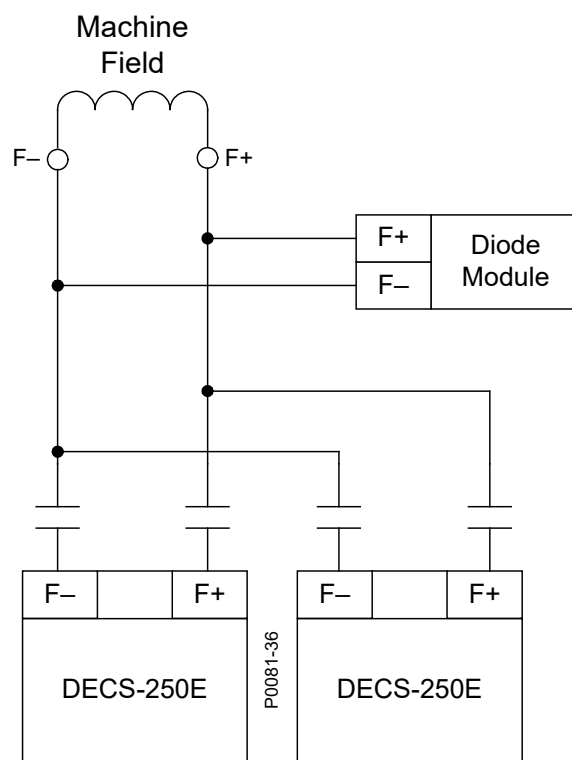 Machine
Field
F–
F+
F+
F–
Diode
Module
F–
F+
F–
F+
DECS-250E
DECS-250E
P0081-36